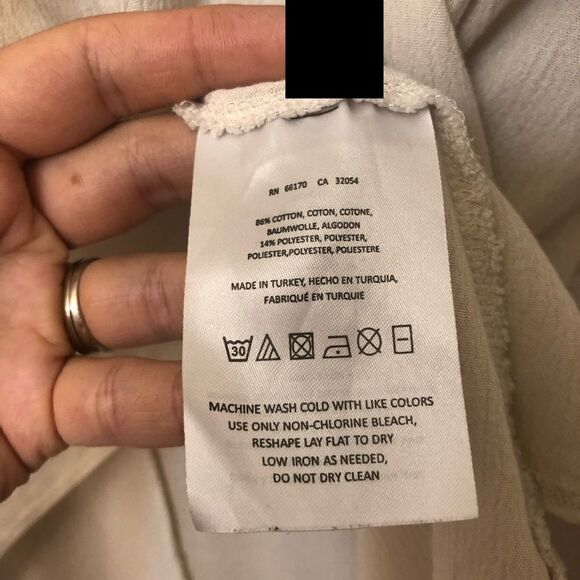 RN 66170 CA 32054
86% COTTON, COTON, COTONE,
BAUMWOLLE, ALGODON
14% POLYESTER, POLYESTER,
POLIESTER,POLYESTER, POLIESTERE
MADE IN TURKEY, HECHO EN TURQUIA,
FABRIQUÉ EN TURQUIE
30
MACHINE WASH COLD WITH LIKE COLORS
USE ONLY NON-CHLORINE BLEACH,
RESHAPE LAY FLAT TO DRY
LOW IRON AS NEEDED,
DO NOT DRY CLEAN